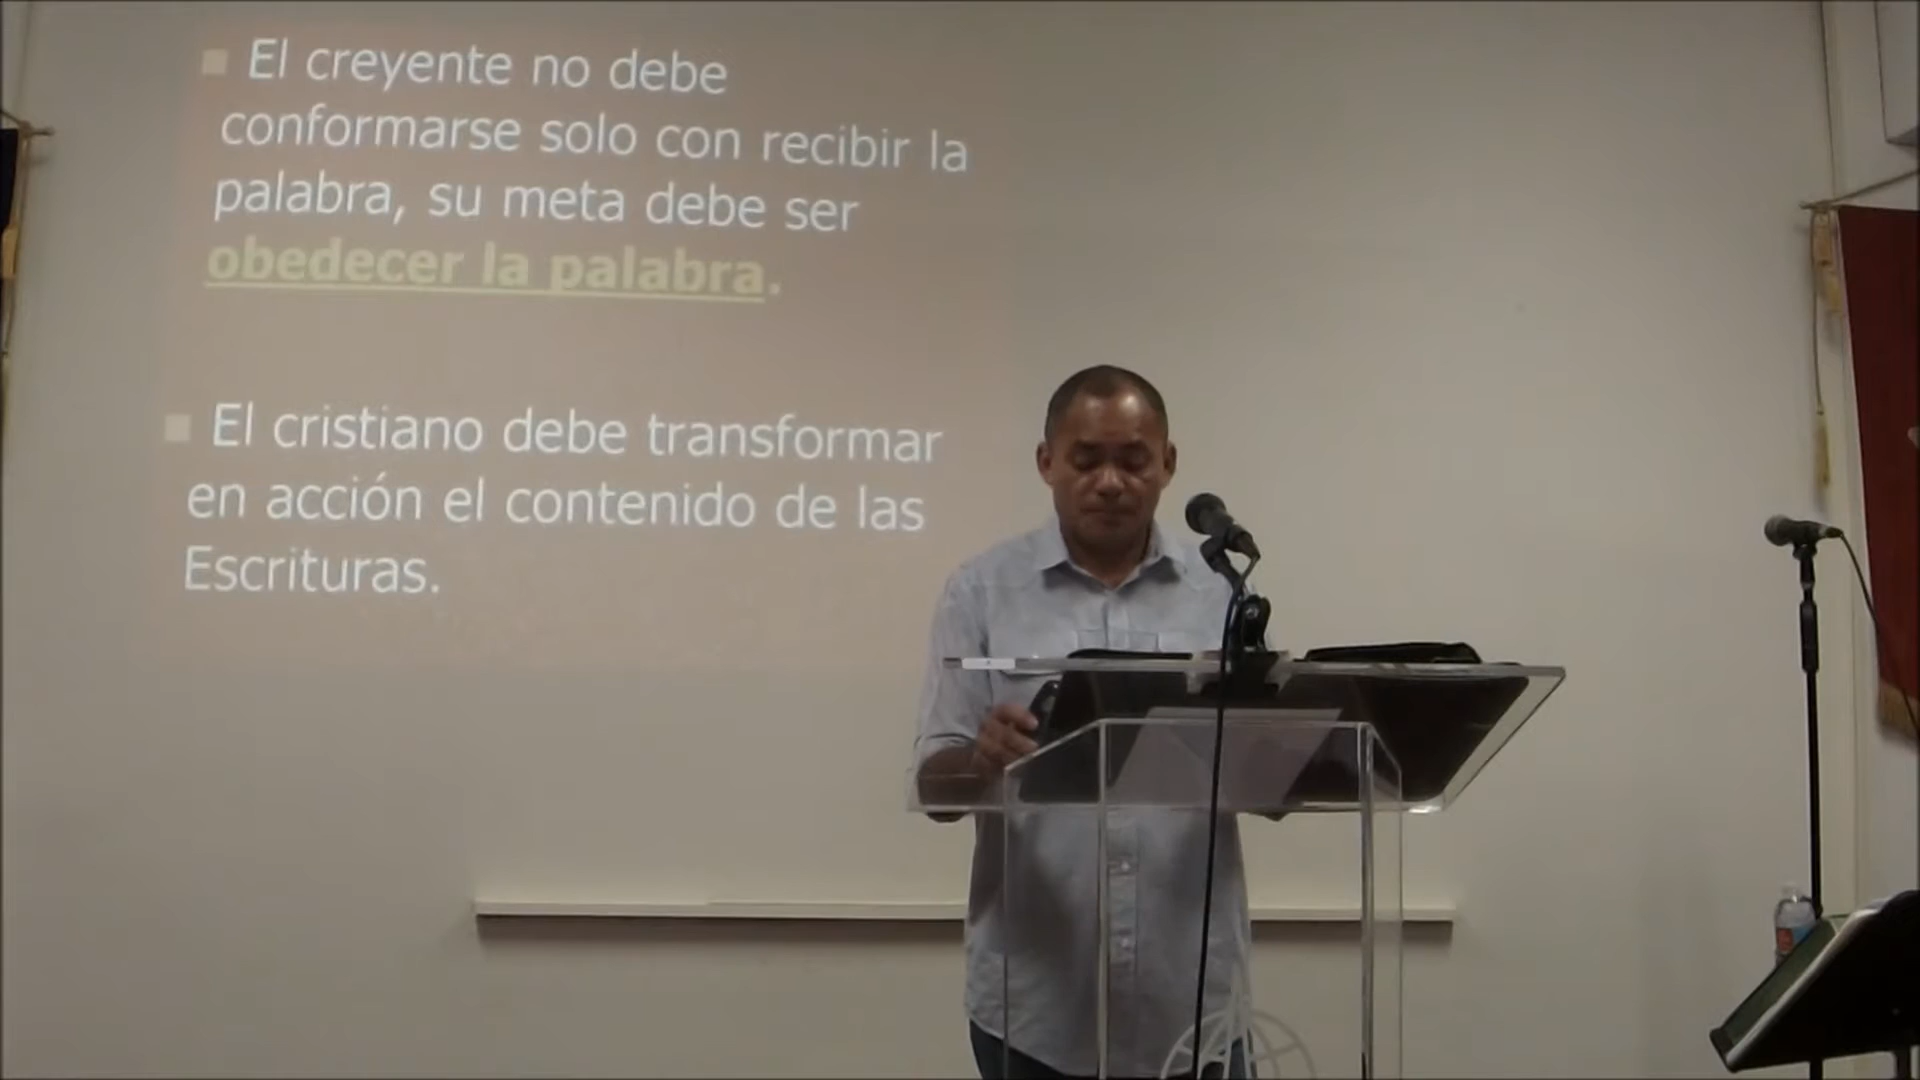 El creyente no debe
conformarse solo con recibir la
palabra, su meta debe ser
obedecer la palabra.
El cristiano debe transformar
en acción el contenido de las
Escrituras.